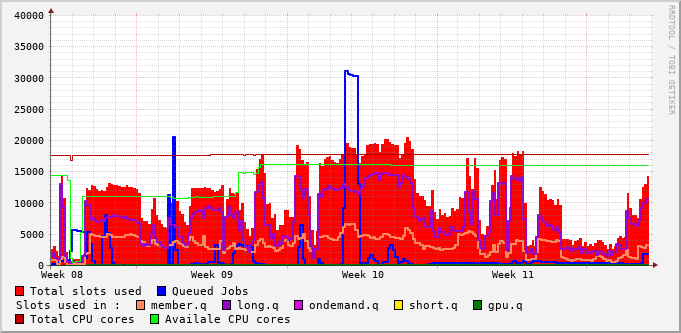 40000
35000
30000
25000
20000
15000
10000
5000
0
Week 08 Week 09 Week 10 Week 11
RRDTOOL / TOBI OETIKER
Total slots used Queued Jobs
Slots used in : member.q long.q ondemand.q short.q gpu.q
Total CPU cores Availale CPU cores